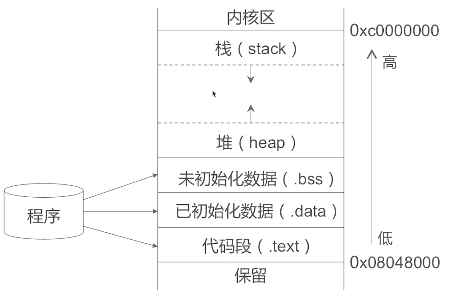 内核区
0xc0000000
栈（stack）
高
堆（heap）
未初始化数据（.bss）
程序
已初始化数据（.data）
低
代码段（.text）
0x08048000
保留